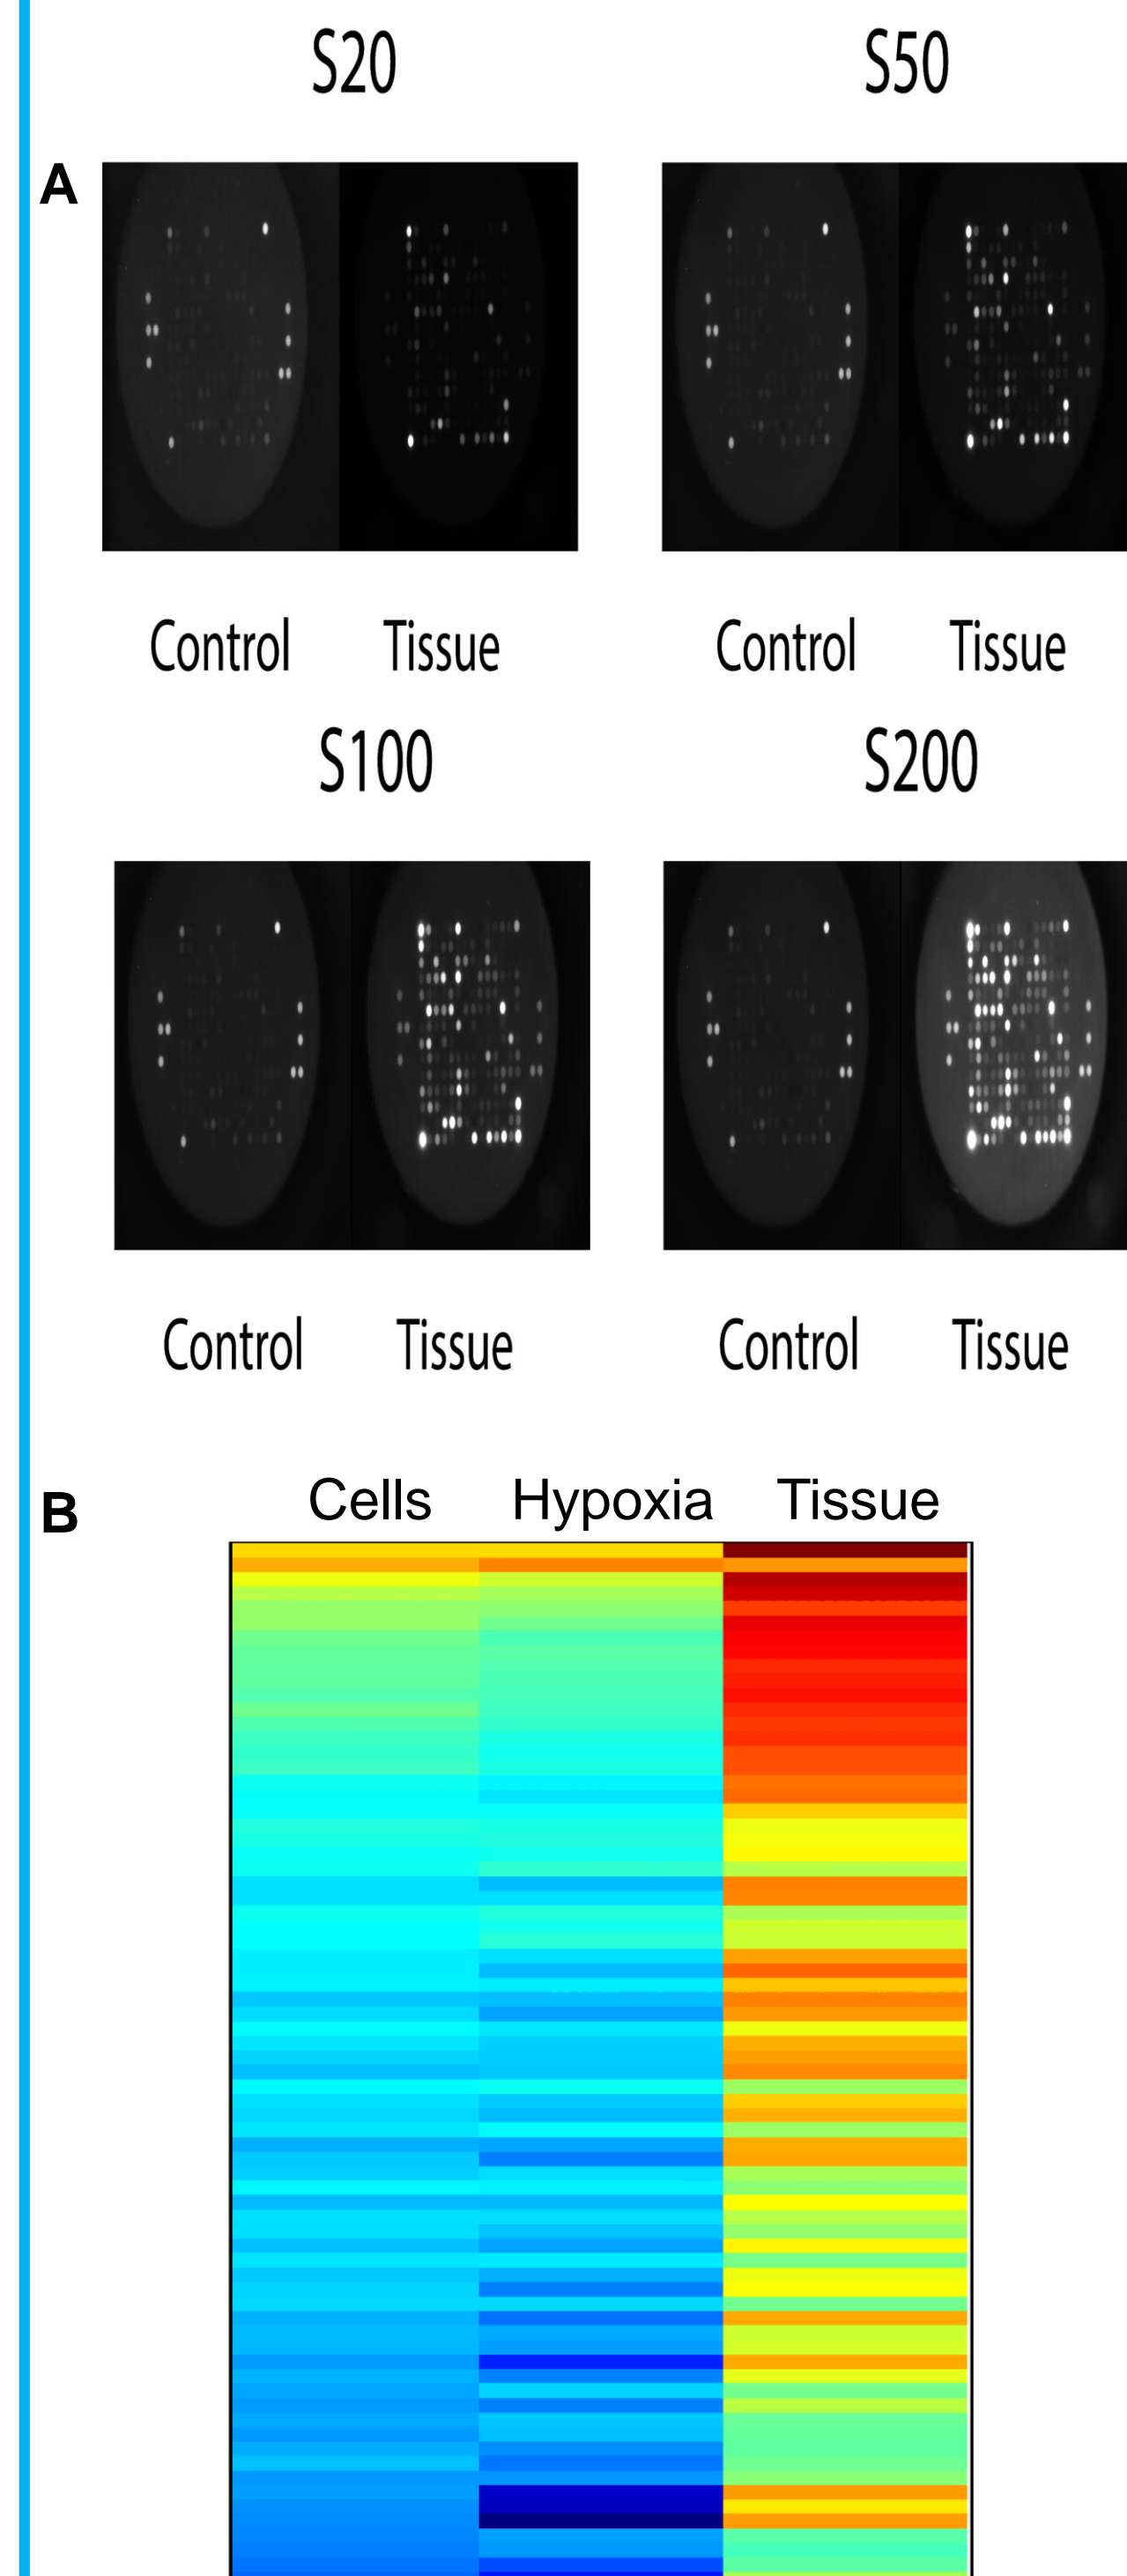 S20 S50
A
Control Tissue Control Tissue
S100 S200
Control Tissue Control Tissue
B
Cells Hypoxia Tissue